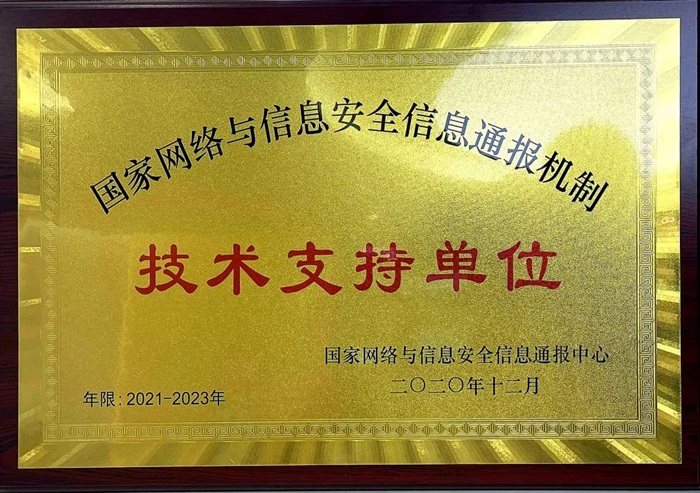 国家网络与信息安全信息通报机制
技术支持单位
国家网络与信息安全信息通报中心
二〇二〇年十二月
年限:2021-2023年